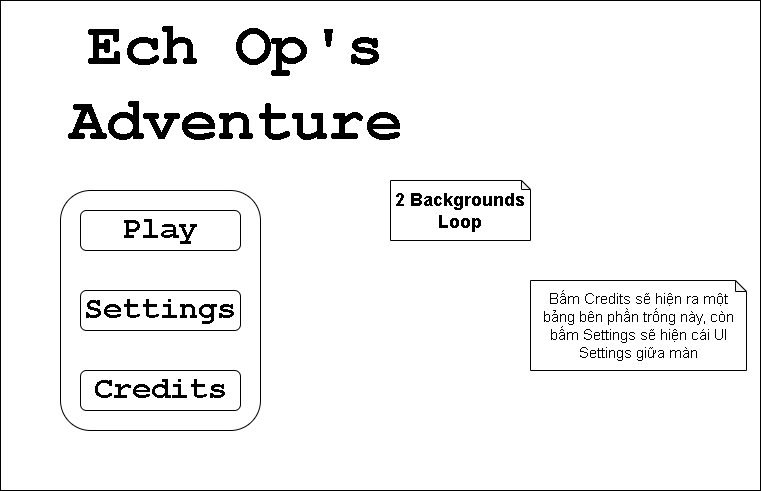 Ech Op's
Adventure
2 Backgrounds
Loop
Play
Settings
Credits
Bấm Credits sẽ hiện ra một
bảng bên phần trống này, còn
bấm Settings sẽ hiện cái UI
Settings giữa màn